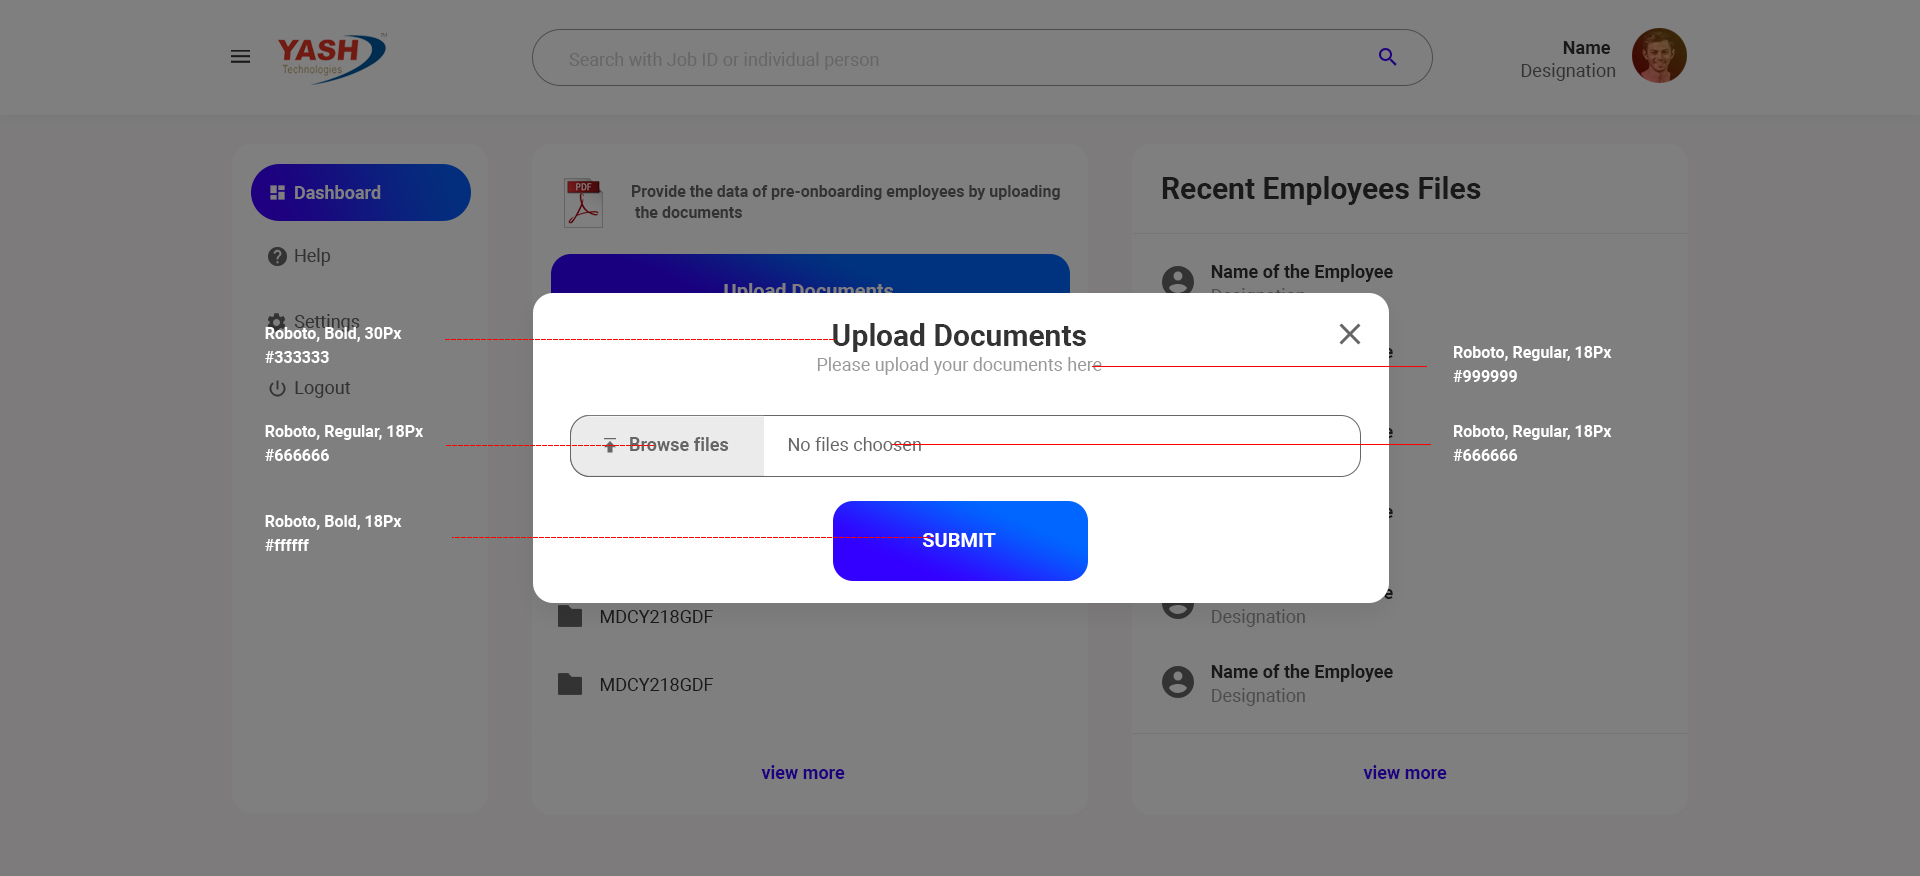 YASH
TM
Technologies
Search with Job ID or individual person
Name
Designation
Dashboard
Help
Settings
Logout
PDF
Provide the data of pre-onboarding employees by uploading
the documents
Upload Documents
Recent Employees Files
Name of the Employee
Designation
Roboto, Bold, 30Px
#333333
Roboto, Regular, 18Px
#666666
Roboto, Bold, 18Px
#ffffff
Upload Documents
Please upload your documents here
Browse files
No files choosen
SUBMIT
Roboto, Regular, 18Px
#999999
Roboto, Regular, 18Px
#666666
e
e
e
e
MDCY218GDF
MDCY218GDF
view more
Designation
Name of the Employee
Designation
view more